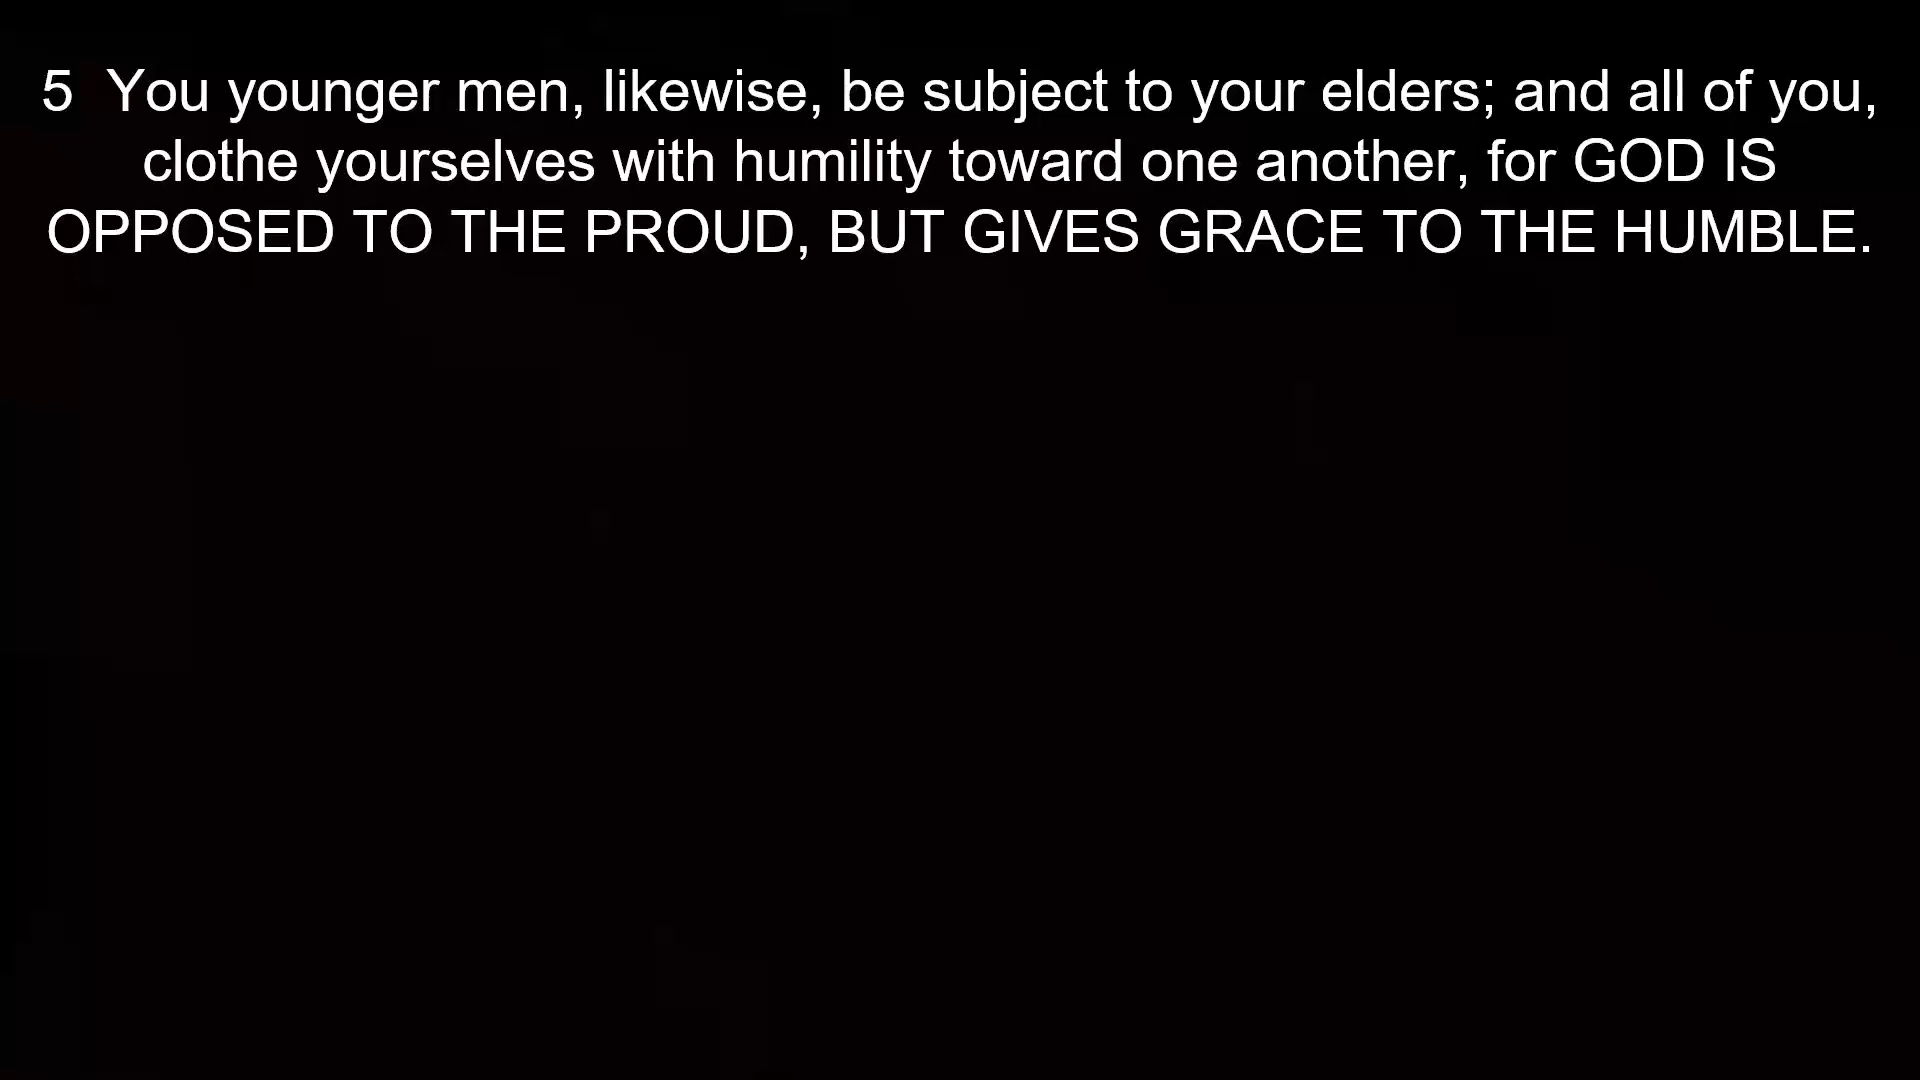 5  You younger men, likewise, be subject to your elders; and all of you,
clothe yourselves with humility toward one another, for GOD IS
OPPOSED TO THE PROUD, BUT GIVES GRACE TO THE HUMBLE.